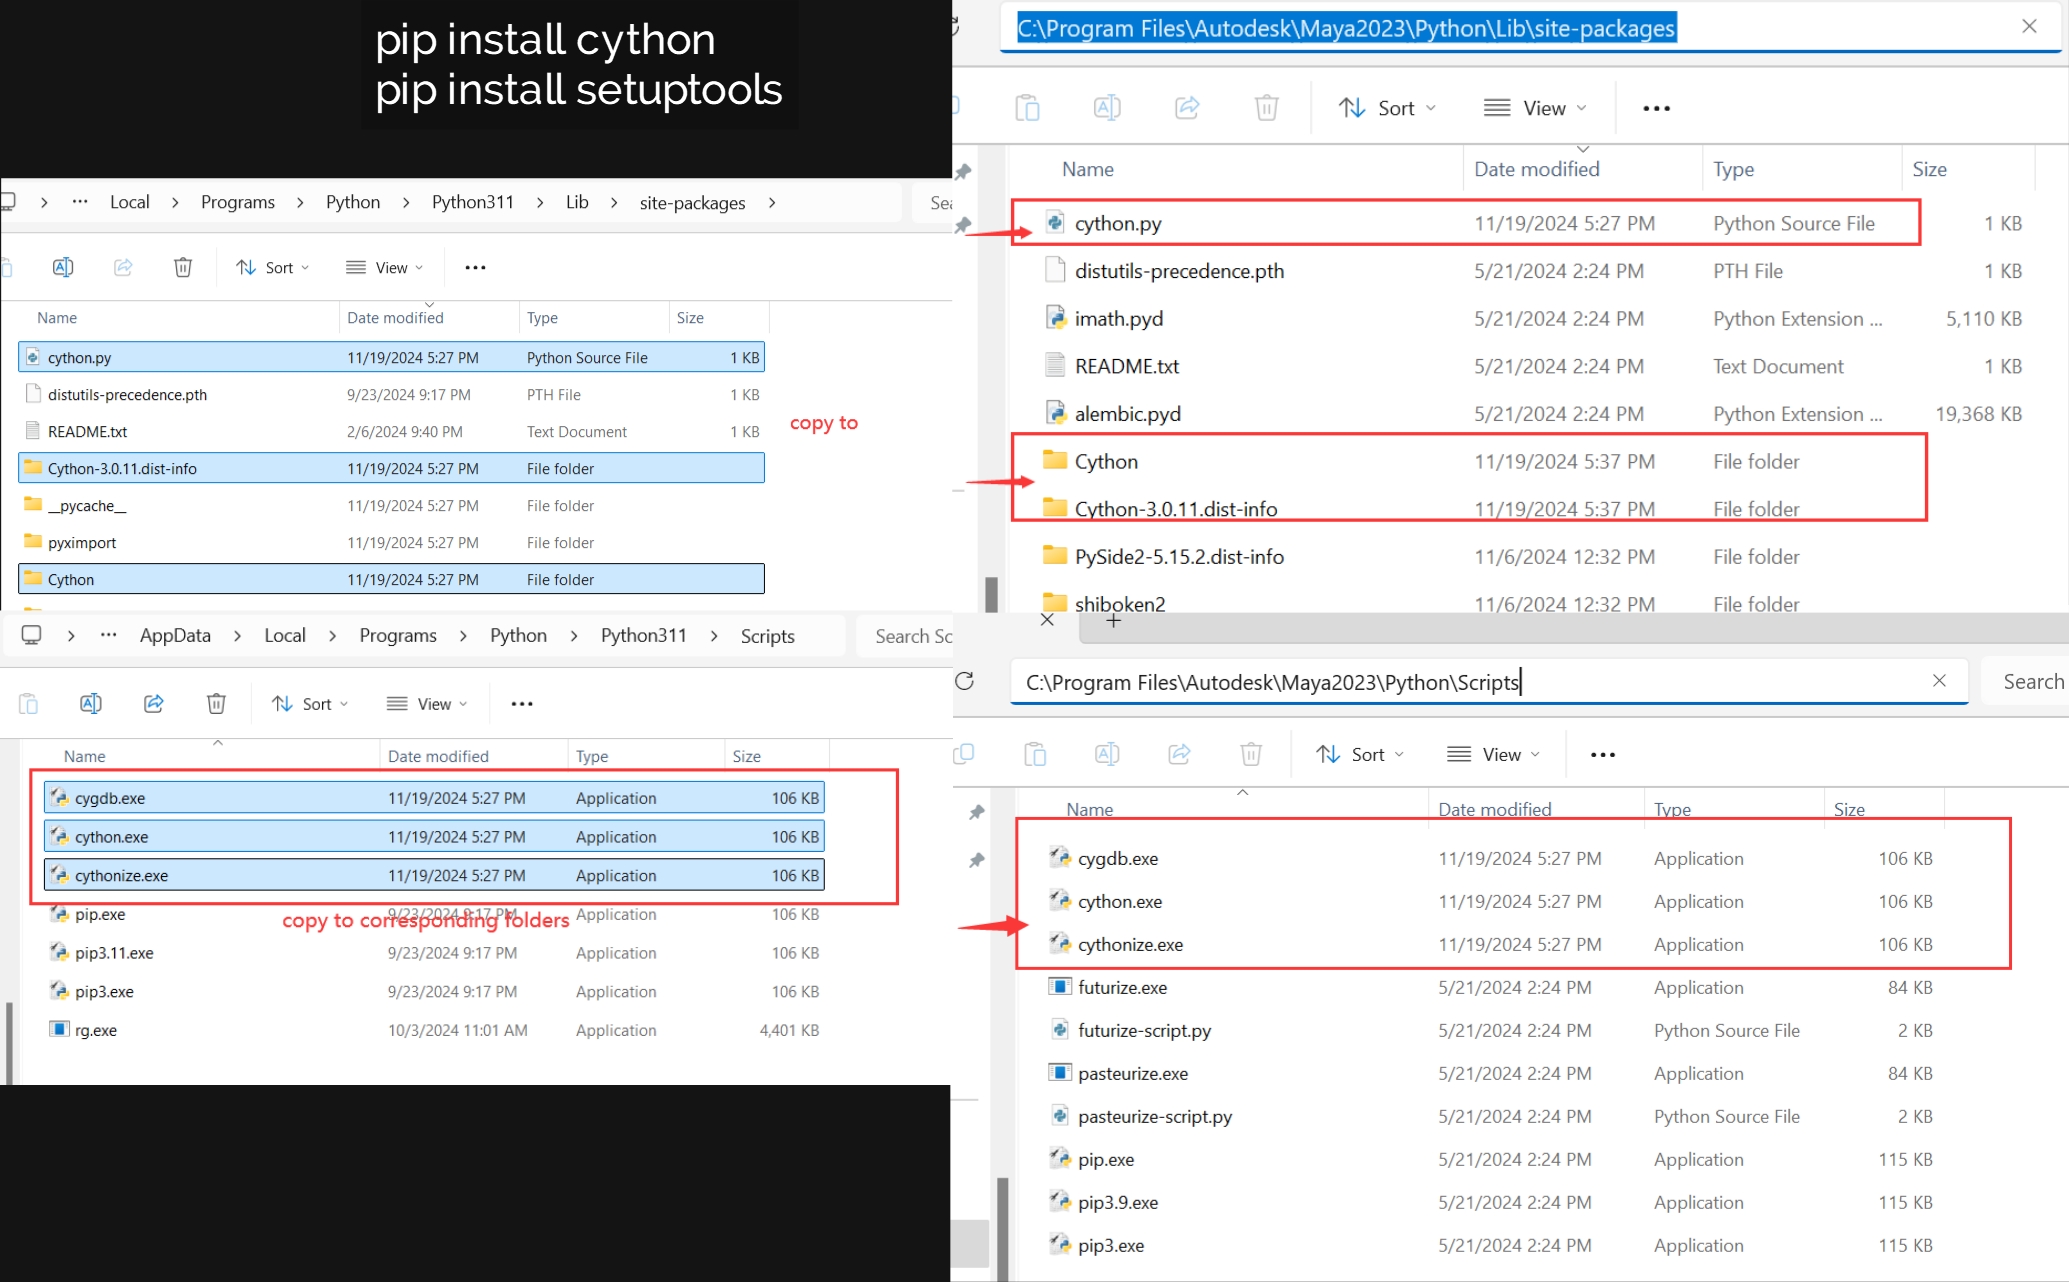 pip install cython
pip install setuptools
Local > Programs > Python > Python311 > Lib > site-packages >
Sort View •••
Name Date modified Type Size
cython.py 11/19/2024 5:27 PM Python Source File 1 KB
distutils-precedence.pth 9/23/2024 9:17 PM PTH File 1 KB
README.txt 2/6/2024 9:40 PM Text Document 1 KB
copy to
Cython-3.0.11.dist-info 11/19/2024 5:27 PM File folder
__pycache__ 11/19/2024 5:27 PM File folder
pyximport 11/19/2024 5:27 PM File folder
Cython 11/19/2024 5:27 PM File folder
C:\Program Files\Autodesk\Maya2023\Python\Lib\site-packages
Sort View •••
Name Date modified Type Size
cython.py 11/19/2024 5:27 PM Python Source File 1 KB
distutils-precedence.pth 5/21/2024 2:24 PM PTH File 1 KB
imath.pyd 5/21/2024 2:24 PM Python Extension ... 5,110 KB
README.txt 5/21/2024 2:24 PM Text Document 1 KB
alembic.pyd 5/21/2024 2:24 PM Python Extension ... 19,368 KB
Cython 11/19/2024 5:37 PM File folder
Cython-3.0.11.dist-info 11/19/2024 5:37 PM File folder
PySide2-5.15.2.dist-info 11/6/2024 12:32 PM File folder
shiboken2 11/6/2024 12:32 PM File folder
AppData > Local > Programs > Python > Python311 > Scripts Search Sc
Sort View •••
Name Date modified Type Size
cygdb.exe 11/19/2024 5:27 PM Application 106 KB
cython.exe 11/19/2024 5:27 PM Application 106 KB
cythonize.exe 11/19/2024 5:27 PM Application 106 KB
pip.exe 9/23/2024 9:17 PM Application 106 KB
copy to corresponding folders
pip3.11.exe 9/23/2024 9:17 PM Application 106 KB
pip3.exe 9/23/2024 9:17 PM Application 106 KB
rg.exe 10/3/2024 11:01 AM Application 4,401 KB
C:\Program Files\Autodesk\Maya2023\Python\Scripts Search
Sort View •••
Name Date modified Type Size
cygdb.exe 11/19/2024 5:27 PM Application 106 KB
cython.exe 11/19/2024 5:27 PM Application 106 KB
cythonize.exe 11/19/2024 5:27 PM Application 106 KB
futurize.exe 5/21/2024 2:24 PM Application 84 KB
futurize-script.py 5/21/2024 2:24 PM Python Source File 2 KB
pasteurize.exe 5/21/2024 2:24 PM Application 84 KB
pasteurize-script.py 5/21/2024 2:24 PM Python Source File 2 KB
pip.exe 5/21/2024 2:24 PM Application 115 KB
pip3.9.exe 5/21/2024 2:24 PM Application 115 KB
pip3.exe 5/21/2024 2:24 PM Application 115 KB